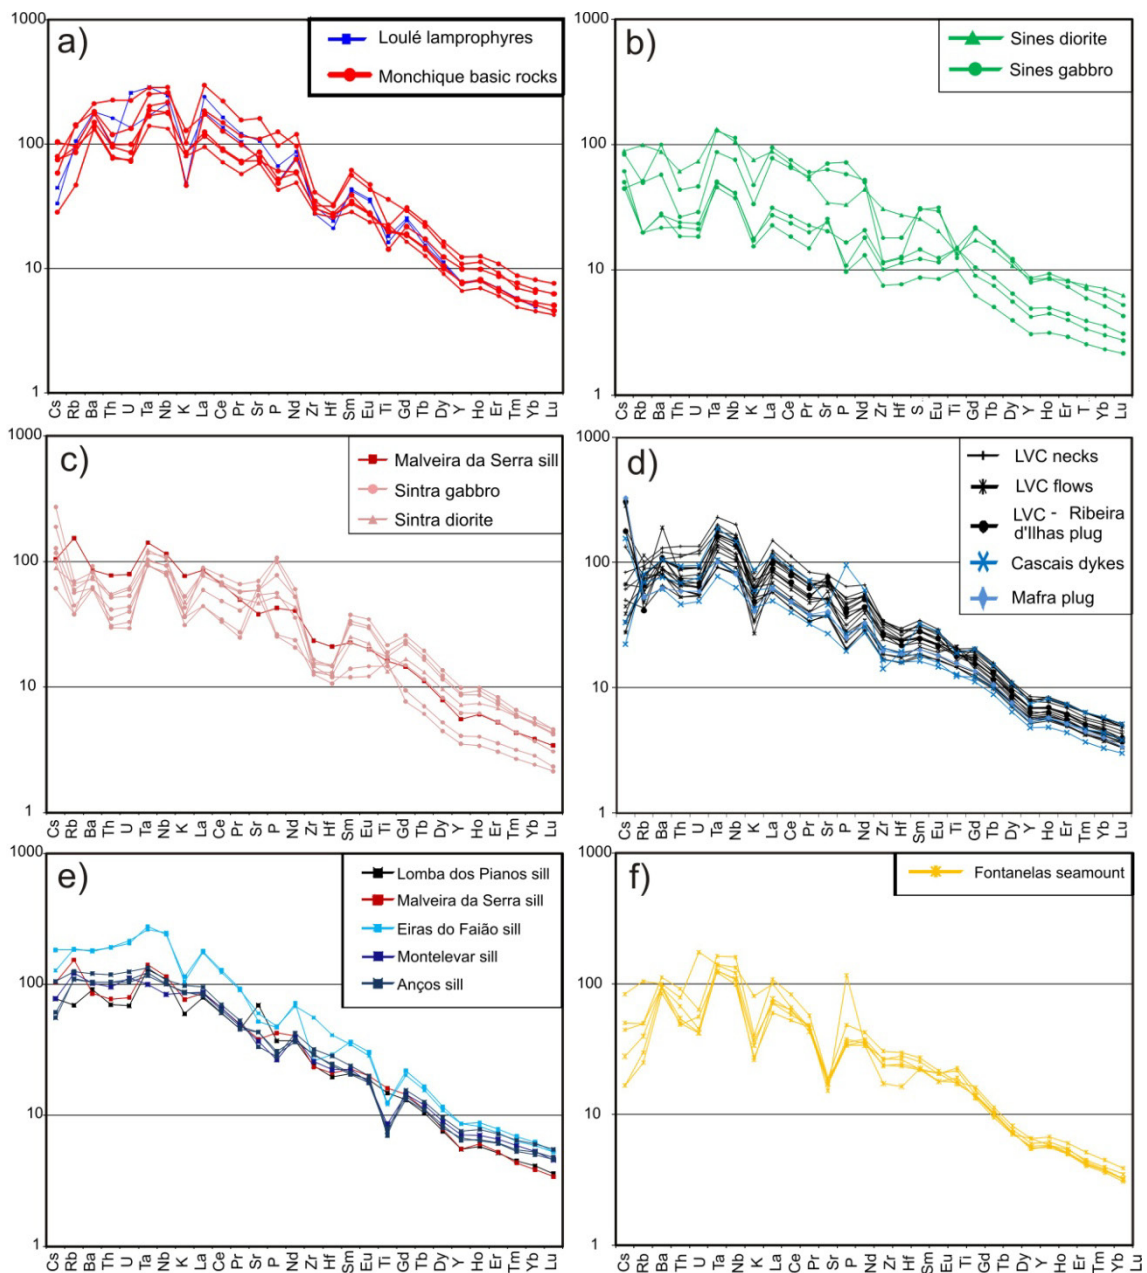 a)
Loulé lamprophyres
Monchique basic rocks
1000
100
10
1
Cs Rb Ba Th U Ta Nb K La Ce Pr Sr P Nd Zr Hf Sm Eu Ti Gd Tb Dy Y Ho Er Tm Yb Lu
b)
Sines diorite
Sines gabbro
1000
100
10
1
Cs Rb Ba Th U Ta Nb K La Ce Pr Sr P Nd Zr Hf S Eu Ti Gd Tb Dy Y Ho Er T. Yb Lu
c)
Malveira da Serra sill
Sintra gabbro
Sintra diorite
1000
100
10
1
Cs Rb Ba Th U Ta Nb K La Ce Pr Sr P Nd Zr Hf Sm Eu Ti Gd Tb Dy Y Ho Er Tm Yb Lu
d)
LVC necks
LVC flows
LVC - Ribeira
d'Ilhas plug
Cascais dykes
Mafra plug
1000
100
10
1
Cs Rb Ba Th U Ta Nb K La Ce Pr Sr P Nd Zr Hf Sm Eu Ti Gd Tb Dy Y Ho Er Tm Yb Lu
e)
Lomba dos Pianos sill
Malveira da Serra sill
Eiras do Faião sill
Montelevar sill
Anços sill
1000
100
10
1
Cs Rb Ba Th U Ta Nb K La Ce Pr Sr P Nd Zr Hf Sm Eu Ti Gd Tb Dy Y Ho Er Tm Yb Lu
f)
Fontanelas seamount
1000
100
10
1
Cs Rb Ba Th U Ta Nb K La Ce Pr Sr P Nd Zr Hf Sm Eu Ti Gd Tb Dy Y Ho Er Tm Yb Lu